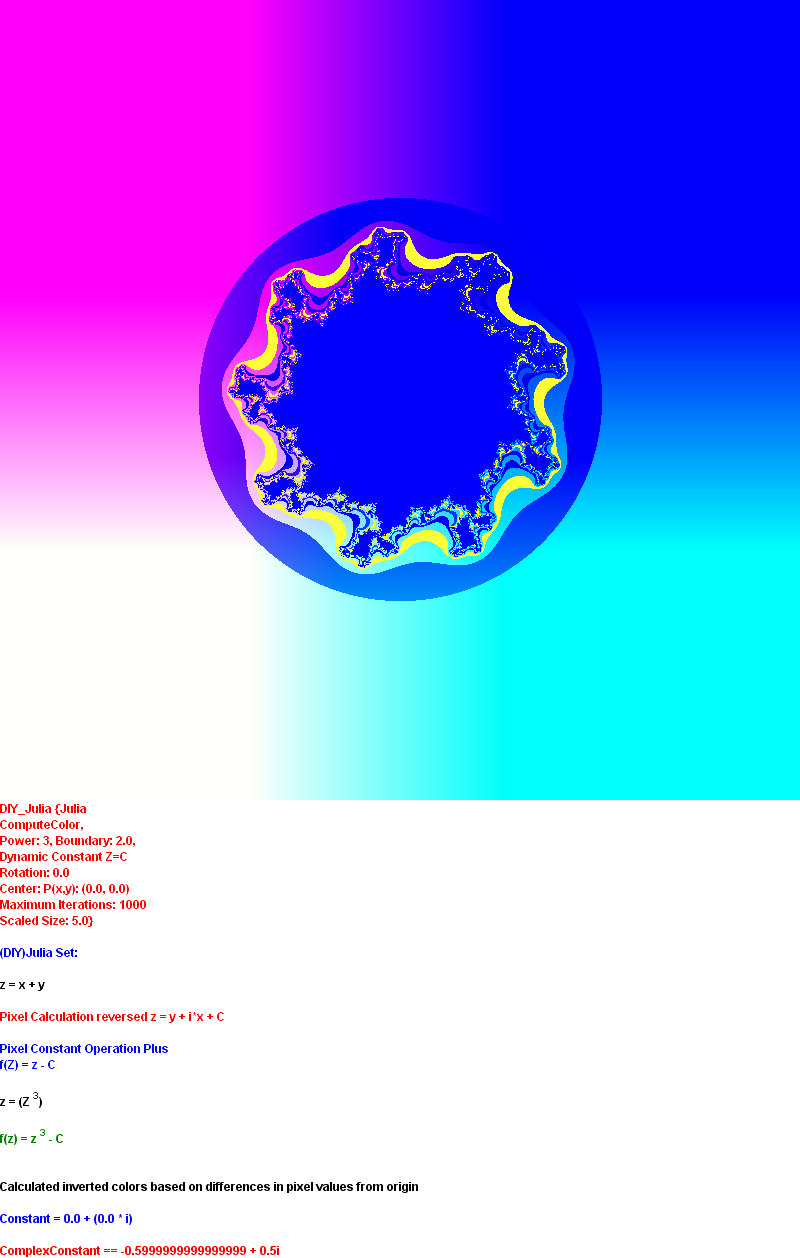 DIY_Julia {Julia
ComputeColor,
Power: 3, Boundary: 2.0,
Dynamic Constant Z=C
Rotation: 0.0
Center: P(x,y): (0.0, 0.0)
Maximum Iterations: 1000
Scaled Size: 5.0}
(DIY)Julia Set:
z = x + y
Pixel Calculation reversed z = y + i*x + C
Pixel Constant Operation Plus
f(Z) = z - C
z = (Z 3)
f(z) = z 3 - C
Calculated inverted colors based on differences in pixel values from origin
Constant = 0.0 + (0.0 * i)
ComplexConstant == -0.5999999999999999 + 0.5i